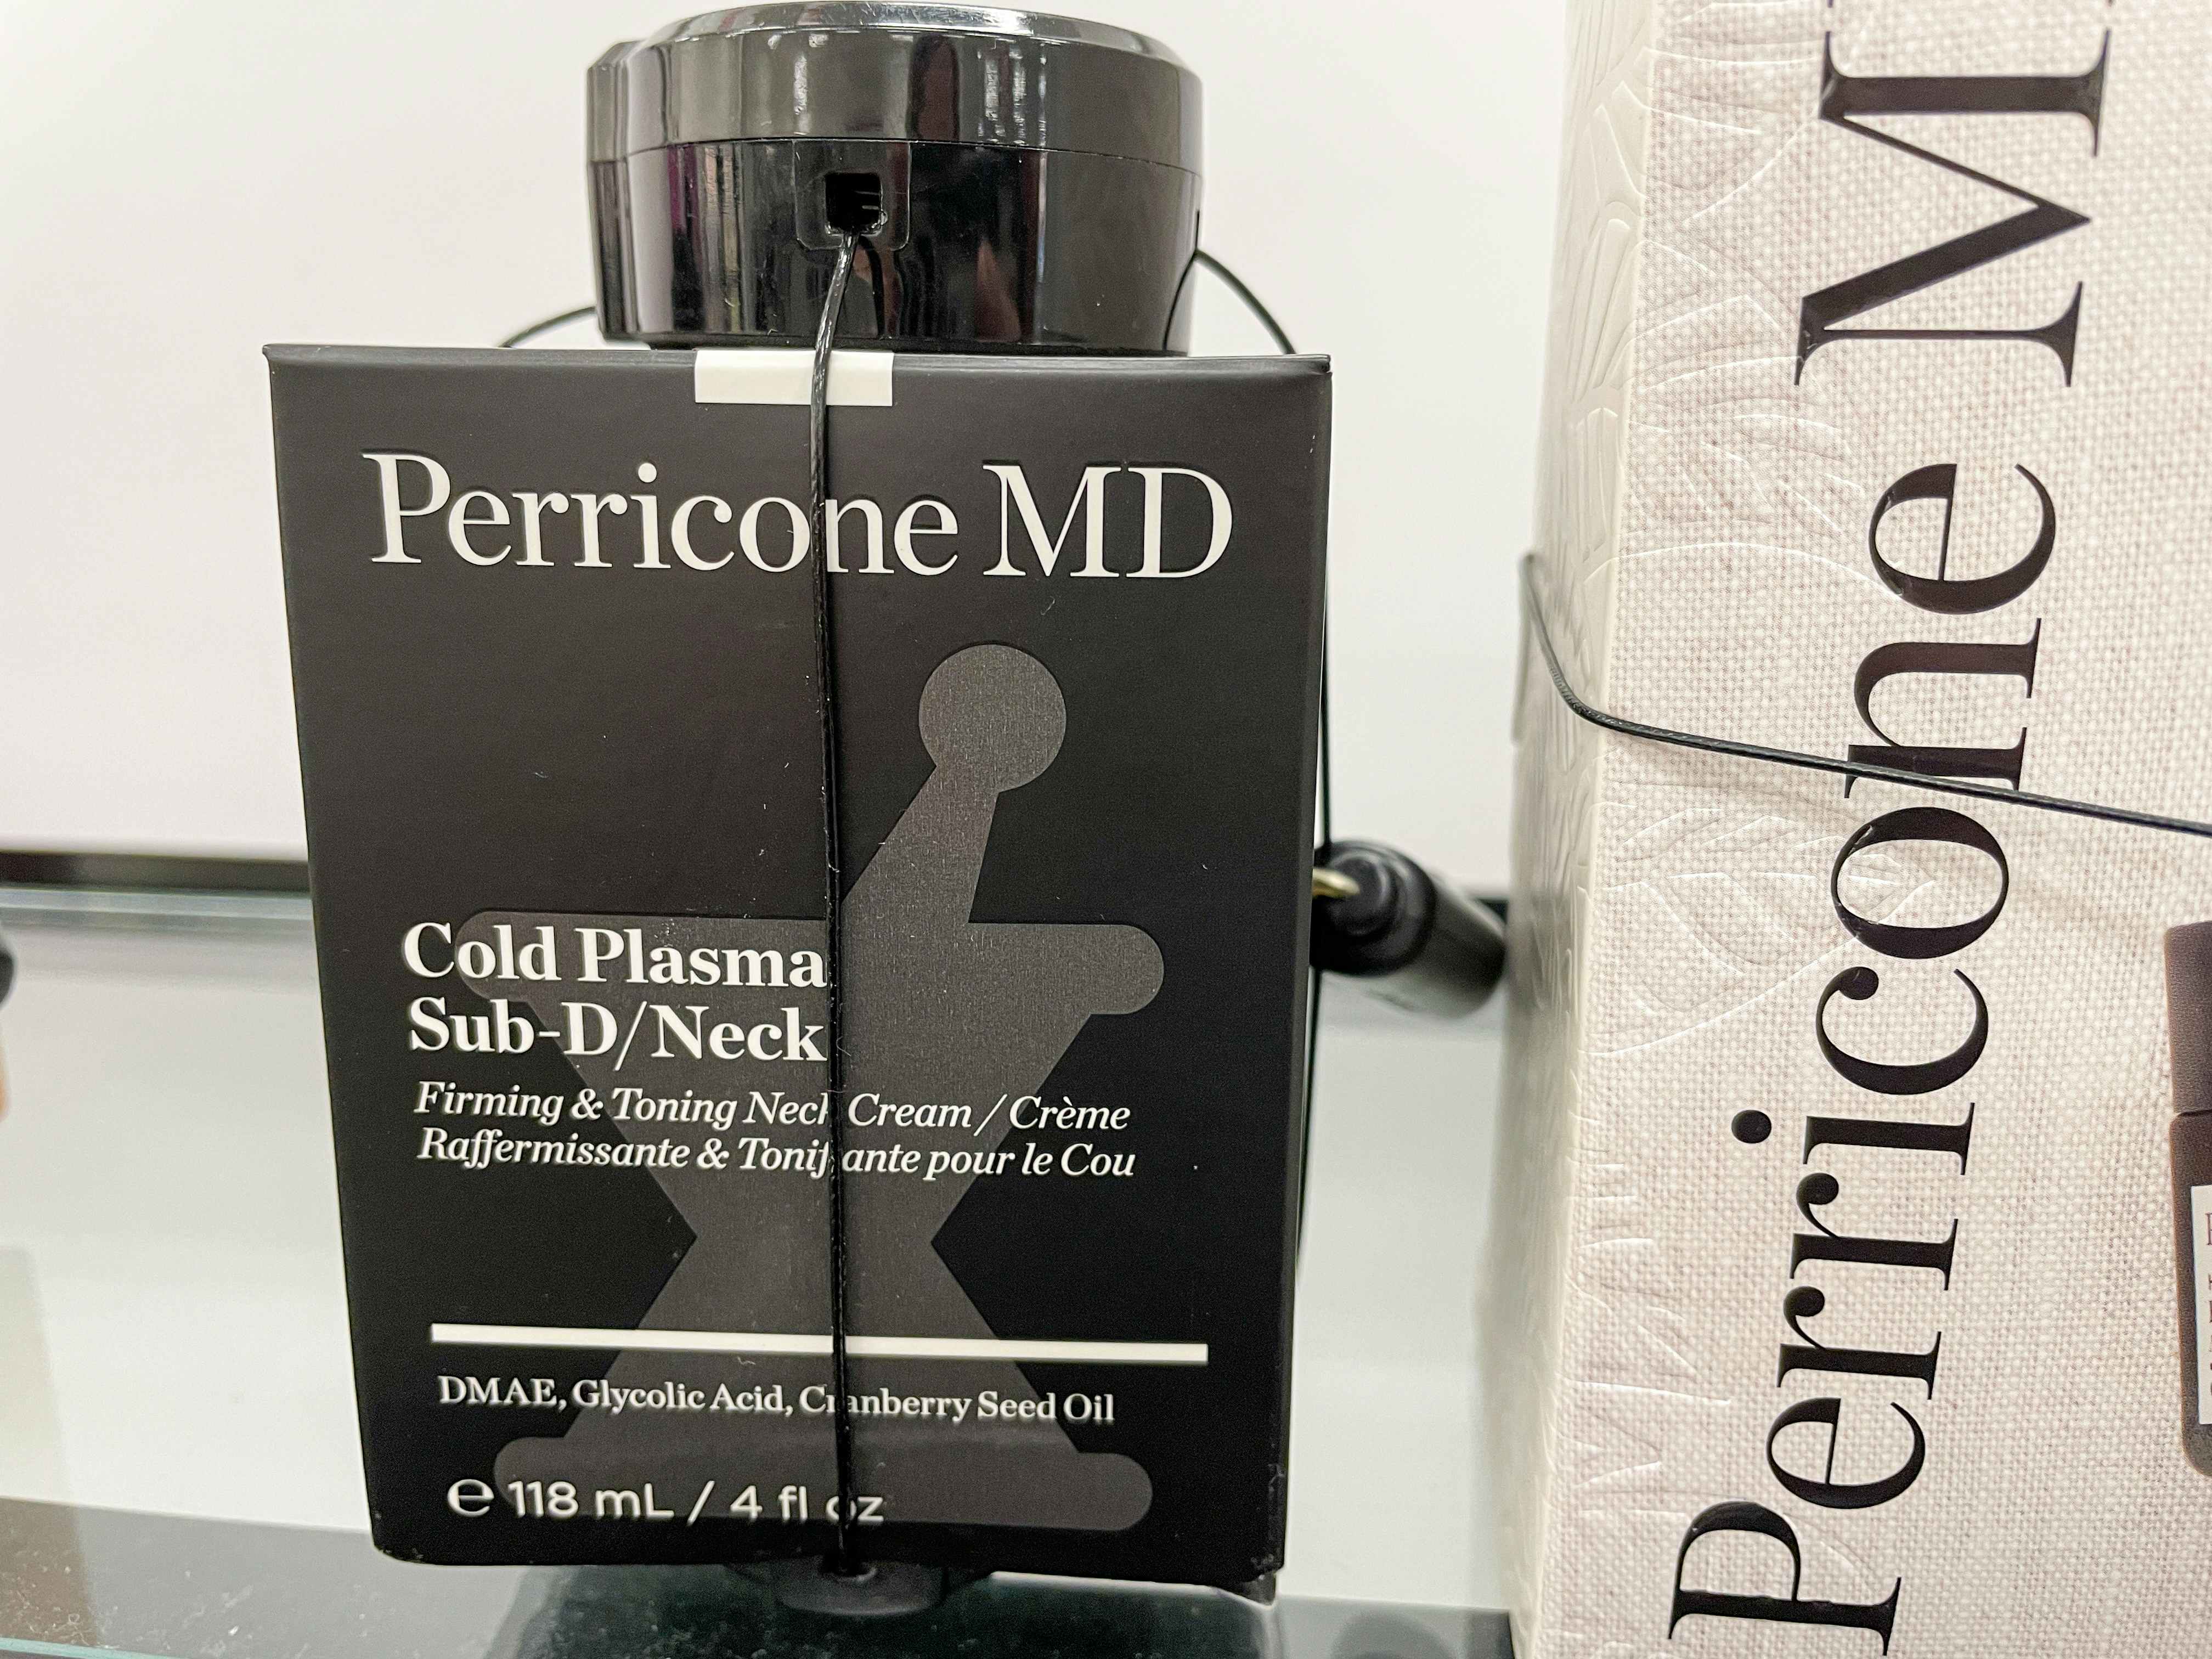 Perricone MD
Cold Plasma
Sub-D/Neck
Firming & Toning Neck Cream / Crème
Raffermissante & Tonifiante pour le Cou
DMAE, Glycolic Acid, Cranberry Seed Oil
e 118 mL / 4 fl oz
Perricone M